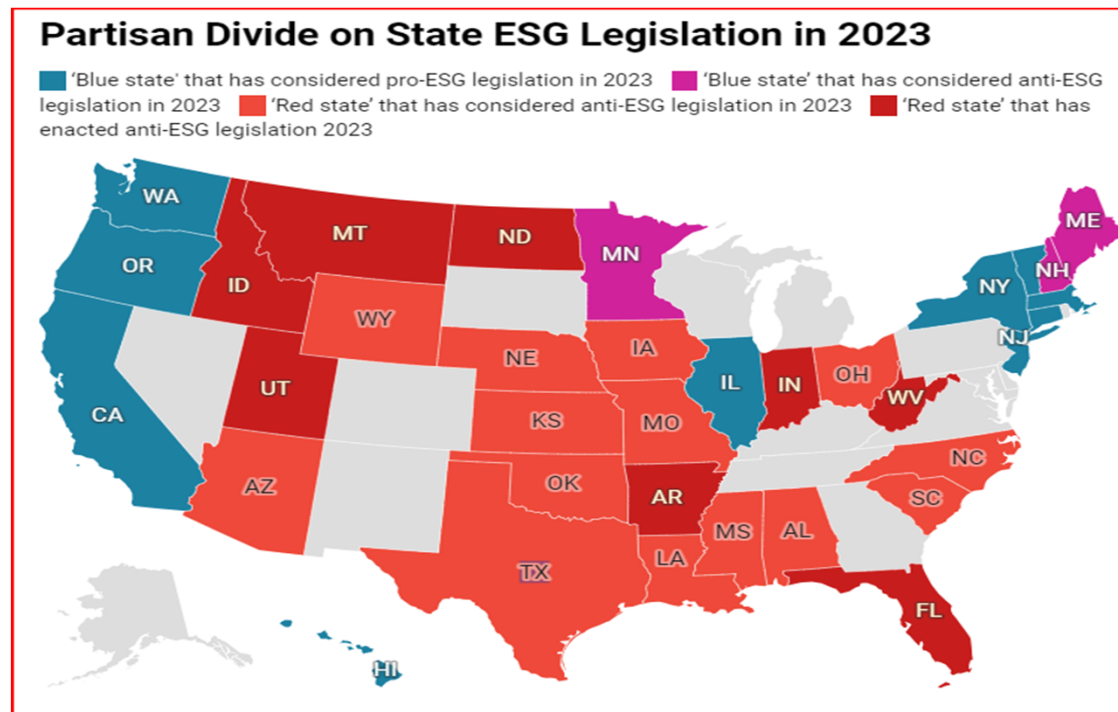 Partisan Divide on State ESG Legislation in 2023
‘Blue state' that has considered pro-ESG legislation in 2023 ‘Blue state’ that has considered anti-ESG
legislation in 2023 ‘Red state’ that has considered anti-ESG legislation in 2023 ‘Red state’ that has
enacted anti-ESG legislation 2023
WA
MT
ND
ME
OR
MN
NH
ID
NY
WY
NJ
NE
IA
UT
IL
IN
OH
CA
WV
KS
MO
NC
AZ
OK
AR
SC
MS
AL
LA
TX
FL
HI